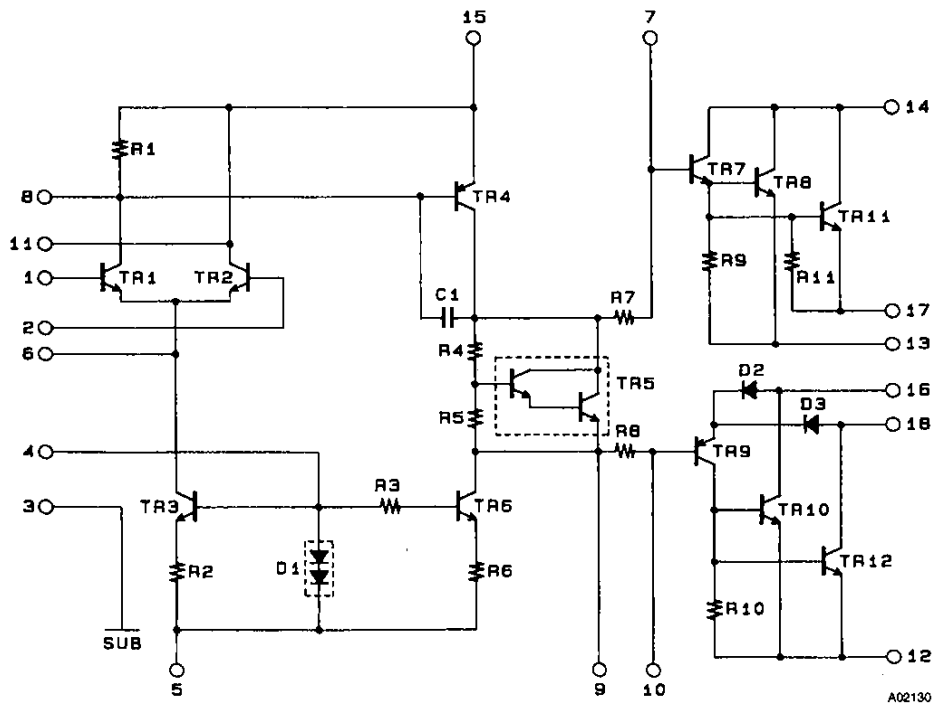 15 7
14
R1
TR7 TR8
8 TR4
TR11
11
R9 R11
1 TR1 TR2
C1 R7
17
2
13
6 R4
D2
TR5
16
D3
R5
18
R8
4
TR9
R3
3 TR3 TR6
TR10
R2 D1 R6
TR12
R10
SUB
12
5 9 10
A02130